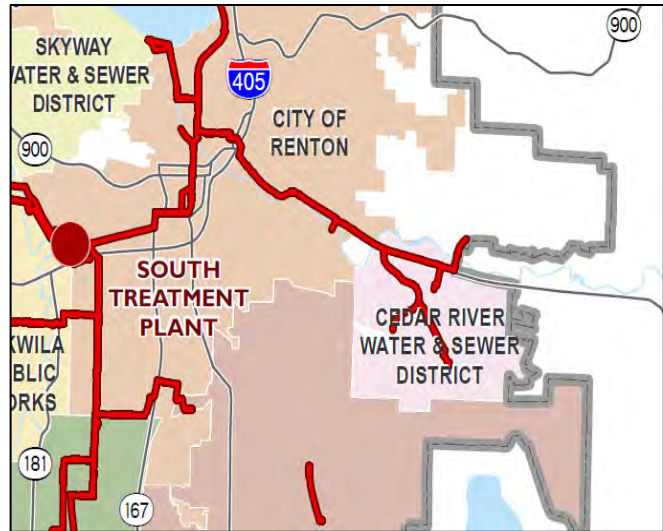 SKYWAY
WATER & SEWER
DISTRICT
900
405
CITY OF
RENTON
900
SOUTH
TREATMENT
PLANT
CEDAR RIVER
WATER & SEWER
DISTRICT
KWILA
BLIC
ORKS
181
167